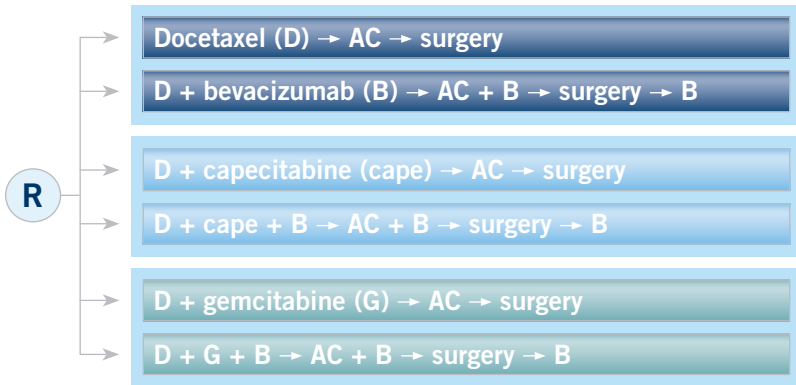 R
Docetaxel (D) → AC → surgery
D + bevacizumab (B) → AC + B → surgery → B
D + capecitabine (cape) → AC → surgery
D + cape + B → AC + B → surgery → B
D + gemcitabine (G) → AC → surgery
D + G + B → AC + B → surgery → B